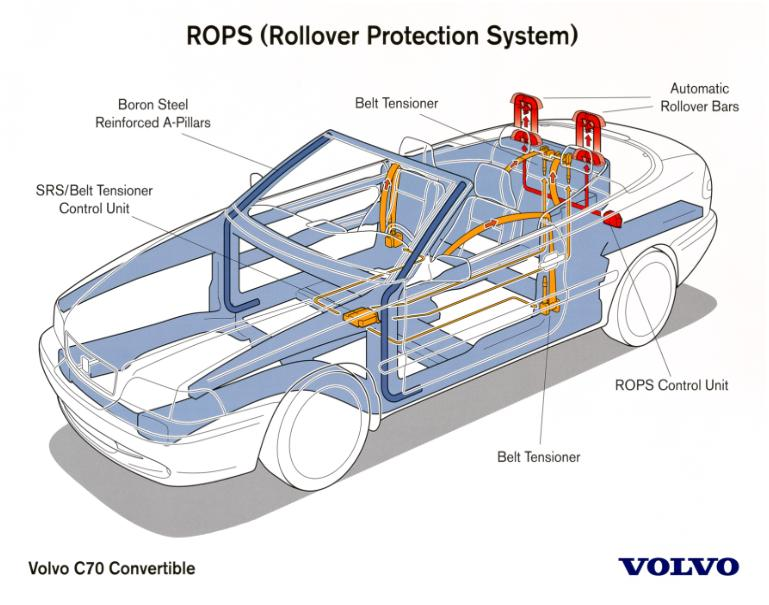 ROPS (Rollover Protection System)
Automatic
Rollover Bars
Belt Tensioner
Boron Steel
Reinforced A-Pillars
SRS/Belt Tensioner
Control Unit
ROPS Control Unit
Belt Tensioner
Volvo C70 Convertible
VOLVO